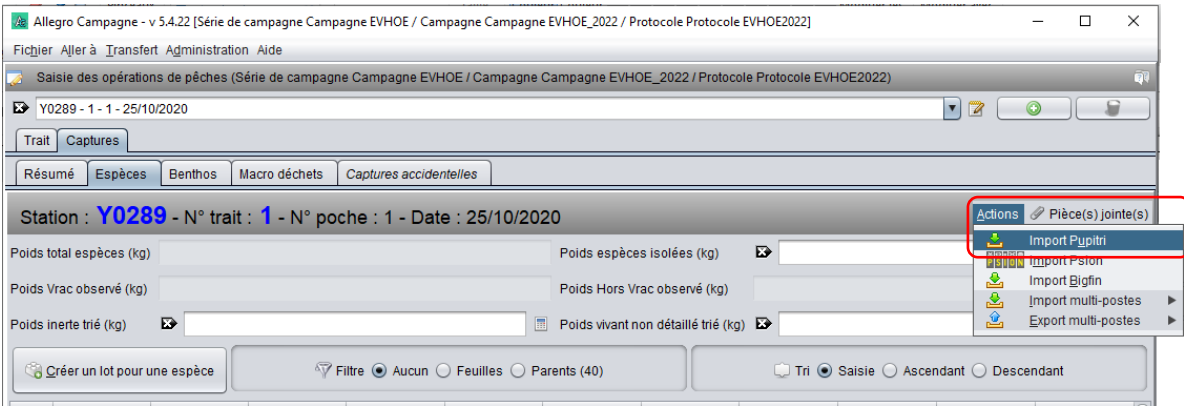 Allegro Campagne - v 5.4.22 [Série de campagne Campagne EVHOE / Campagne Campagne EVHOE_2022 / Protocole Protocole EVHOE2022]
Fichier Aller à Transfert Administration Aide
Saisie des opérations de pêches (Série de campagne Campagne EVHOE / Campagne Campagne EVHOE_2022 / Protocole Protocole EVHOE2022)
Y0289 - 1 - 1 - 25/10/2020
Trait Captures
Résumé Espèces Benthos Macro déchets Captures accidentelles
Station : Y0289 - N° trait : 1 - N° poche : 1 - Date : 25/10/2020
Actions Pièce(s) jointe(s)
Import Pupitri
Import Psion
Import Bigfin
Import multi-postes
Export multi-postes
Poids total espèces (kg) Poids espèces isolées (kg)
Poids Vrac observé (kg) Poids Hors Vrac observé (kg)
Poids inerte trié (kg) Poids vivant non détaillé trié (kg)
Créer un lot pour une espèce Filtre Aucun Feuilles Parents (40) Tri Saisie Ascendant Descendant